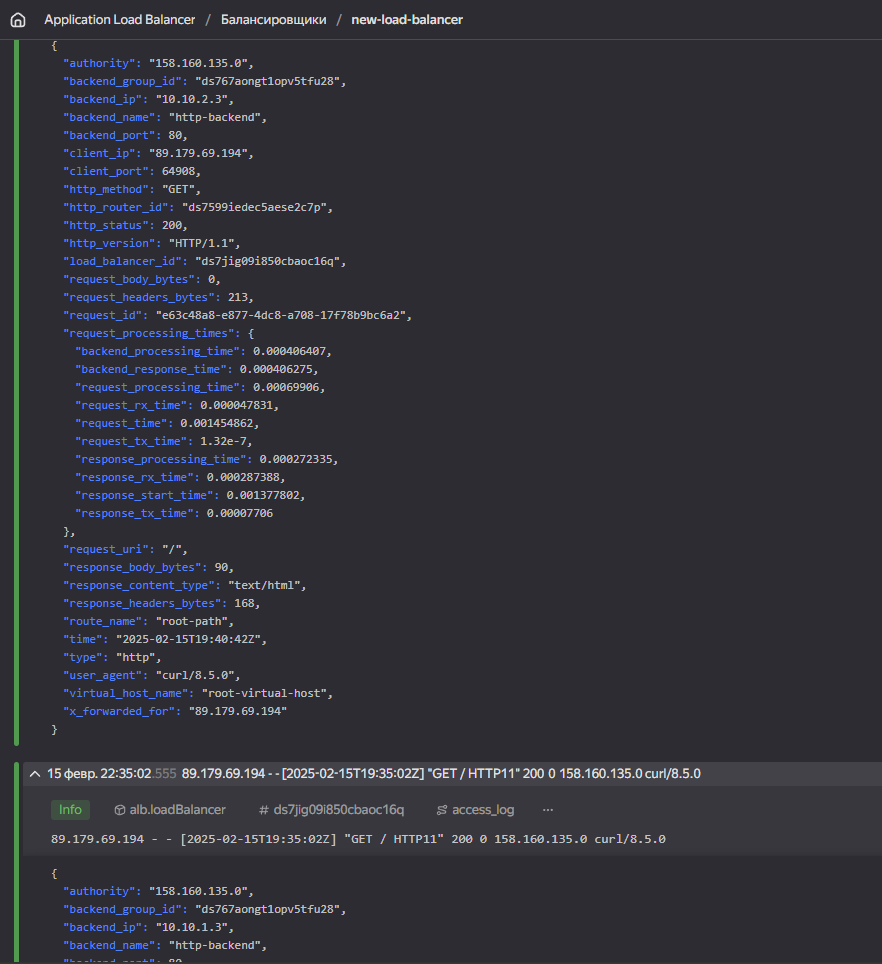 Application Load Balancer / Балансировщики / new-load-balancer
{
"authority": "158.160.135.0",
"backend_group_id": "ds767aongt1opv5tfu28",
"backend_ip": "10.10.2.3",
"backend_name": "http-backend",
"backend_port": 80,
"client_ip": "89.179.69.194",
"client_port": 64908,
"http_method": "GET",
"http_router_id": "ds7599iedec5aese2c7p",
"http_status": 200,
"http_version": "HTTP/1.1",
"load_balancer_id": "ds7jig09i850cbaoc16q",
"request_body_bytes": 0,
"request_headers_bytes": 213,
"request_id": "e63c48a8-e877-4dc8-a708-17f78b9bc6a2",
"request_processing_times": {
"backend_processing_time": 0.000406407,
"backend_response_time": 0.000406275,
"request_processing_time": 0.00069906,
"request_rx_time": 0.000047831,
"request_time": 0.001454862,
"request_tx_time": 1.32e-7,
"response_processing_time": 0.000272335,
"response_rx_time": 0.000287388,
"response_start_time": 0.001377802,
"response_tx_time": 0.00007706
},
"request_uri": "/",
"response_body_bytes": 90,
"response_content_type": "text/html",
"response_headers_bytes": 168,
"route_name": "root-path",
"time": "2025-02-15T19:40:42Z",
"type": "http",
"user_agent": "curl/8.5.0",
"virtual_host_name": "root-virtual-host",
"x_forwarded_for": "89.179.69.194"
}
15 февр. 22:35:02.555 89.179.69.194 - - [2025-02-15T19:35:02Z] "GET / HTTP11" 200 0 158.160.135.0 curl/8.5.0
Info alb.loadBalancer # ds7jig09i850cbaoc16q access_log ...
89.179.69.194 - - [2025-02-15T19:35:02Z] "GET / HTTP11" 200 0 158.160.135.0 curl/8.5.0
{
"authority": "158.160.135.0",
"backend_group_id": "ds767aongt1opv5tfu28",
"backend_ip": "10.10.1.3",
"backend_name": "http-backend",
"backend_port": 80